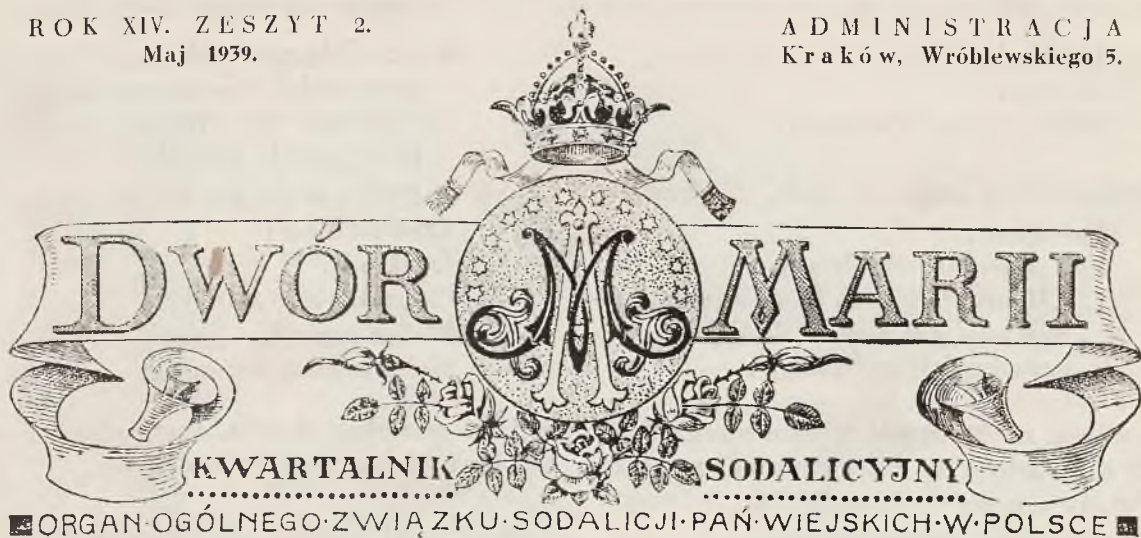 ROK XIV. ZESZYT 2.
Maj 1939.
ADMINISTRACJA
Kraków, Wróblewskiego 5.
DWÓR MARII
KWARTALNIK SODALICYJNY
ORGAN·OGÓLNEGO·ZWIĄZKU·SODALICJI·PAŃ·WIEJSKICH·W·POLSCE